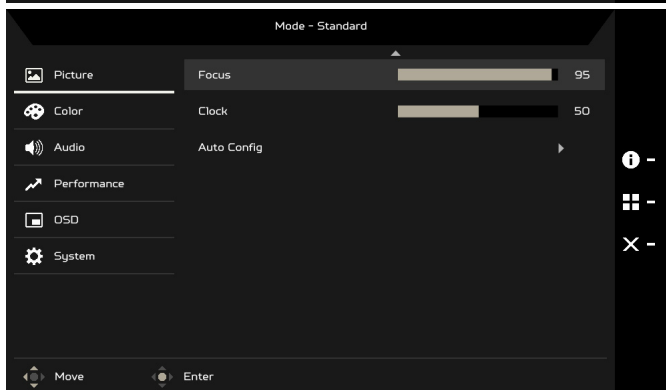 Mode - Standard
Picture
Focus 95
Color
Clock 50
Audio
Auto Config
Performance
OSD
System
Move Enter